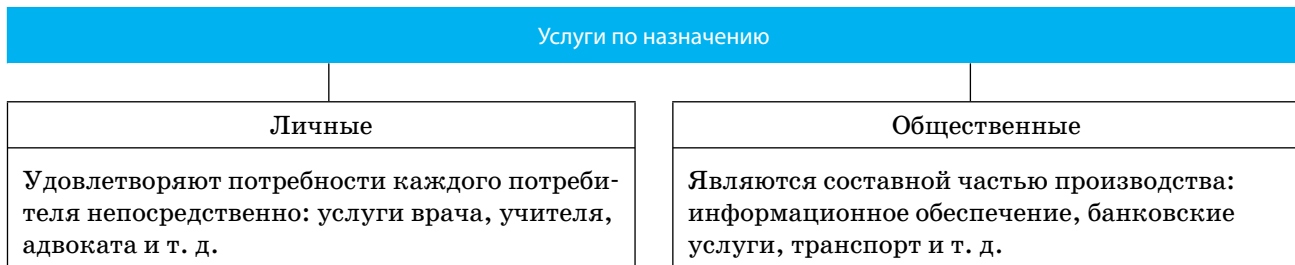 Услуги по назначению
Личные
Удовлетворяют потребности каждого потреби-
теля непосредственно: услуги врача, учителя,
адвоката и т. д.
Общественные
Являются составной частью производства:
информационное обеспечение, банковские
услуги, транспорт и т. д.